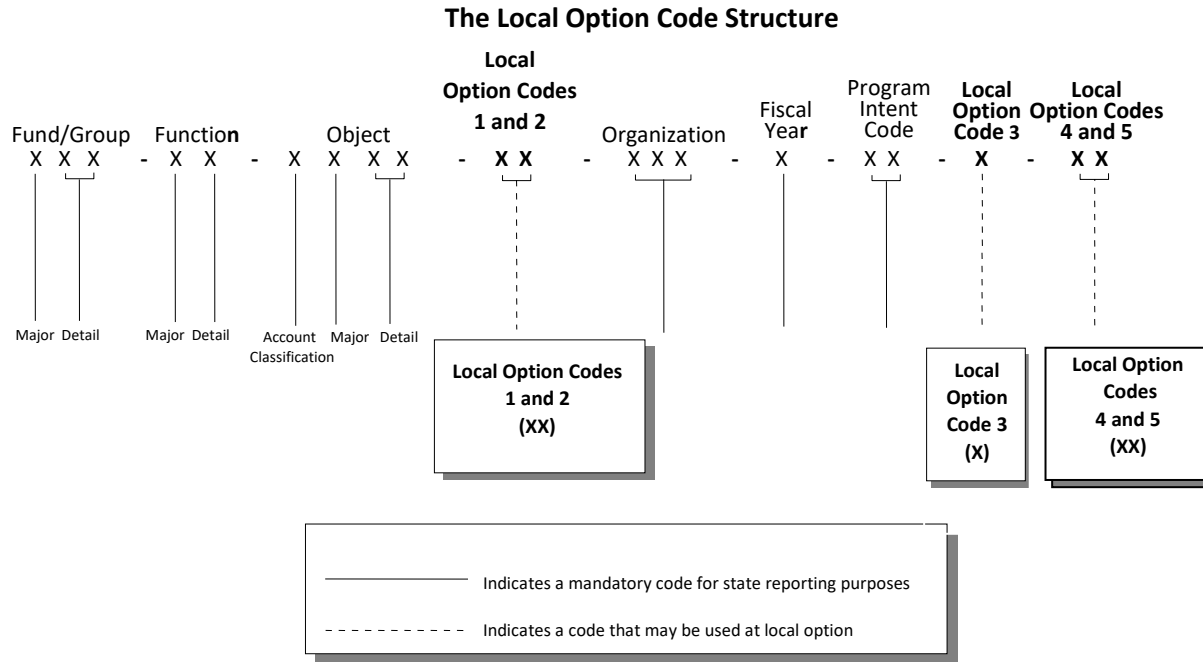 The Local Option Code Structure
Local
Option Codes
1 and 2
Fund/Group
Function
Object
Organization
Fiscal
Year
Program
Intent
Code
Local
Option
Code 3
Local
Option Codes
4 and 5
X X X - X X - X X X X - X X - X X X - X - X X - X - X X
Major Detail
Major Detail
Account
Classification
Major Detail
Local Option Codes
1 and 2
(XX)
Local
Option
Code 3
(X)
Local Option
Codes
4 and 5
(XX)
Indicates a mandatory code for state reporting purposes
Indicates a code that may be used at local option